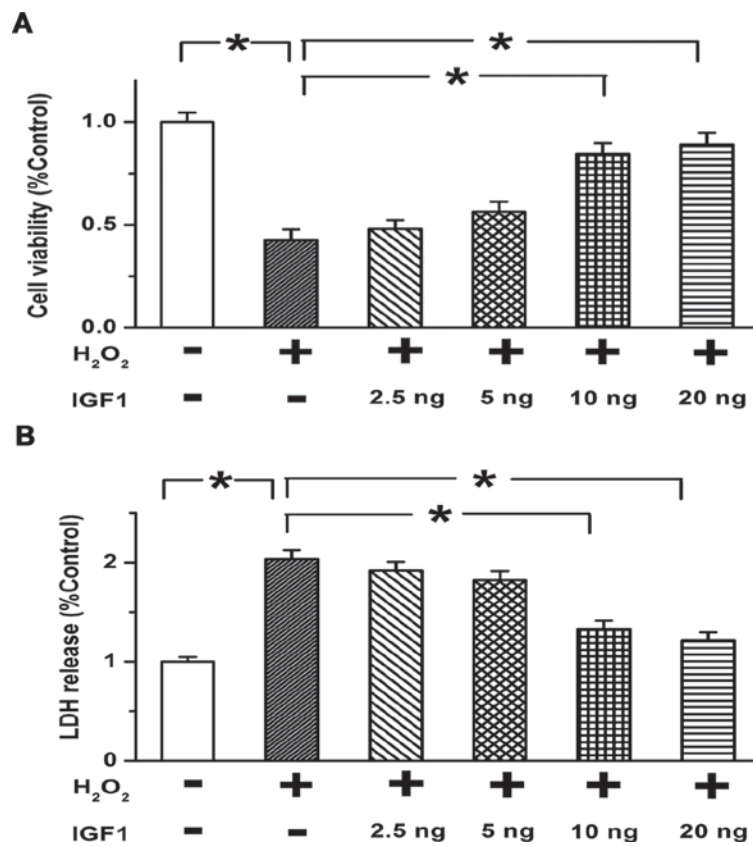 A
* *
*
Cell viability (%Control)
1.0
0.5
0.0
H₂O₂ - + + + + +
IGF1 - - 2.5 ng 5 ng 10 ng 20 ng
B
* *
*
LDH release (%Control)
2
1
0
H₂O₂ - + + + + +
IGF1 - - 2.5 ng 5 ng 10 ng 20 ng